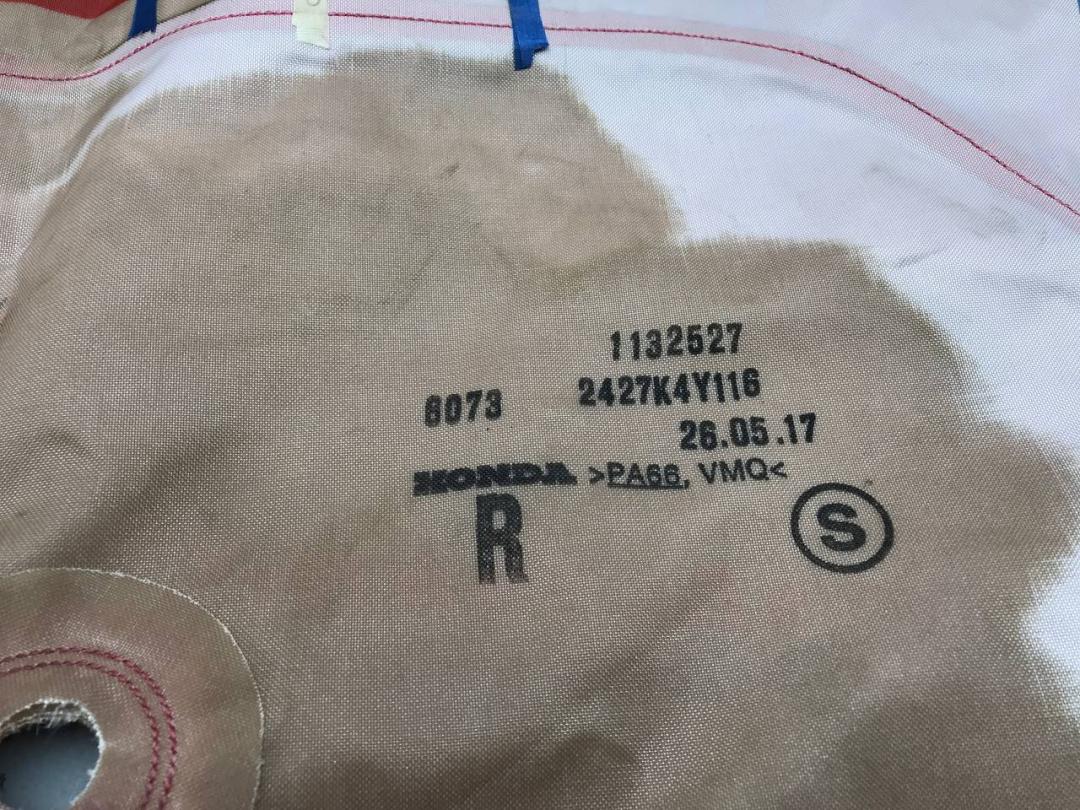 1132527
6073 2427K4Y116
26.05.17
HONDA >PA66, VMQ<
R
S